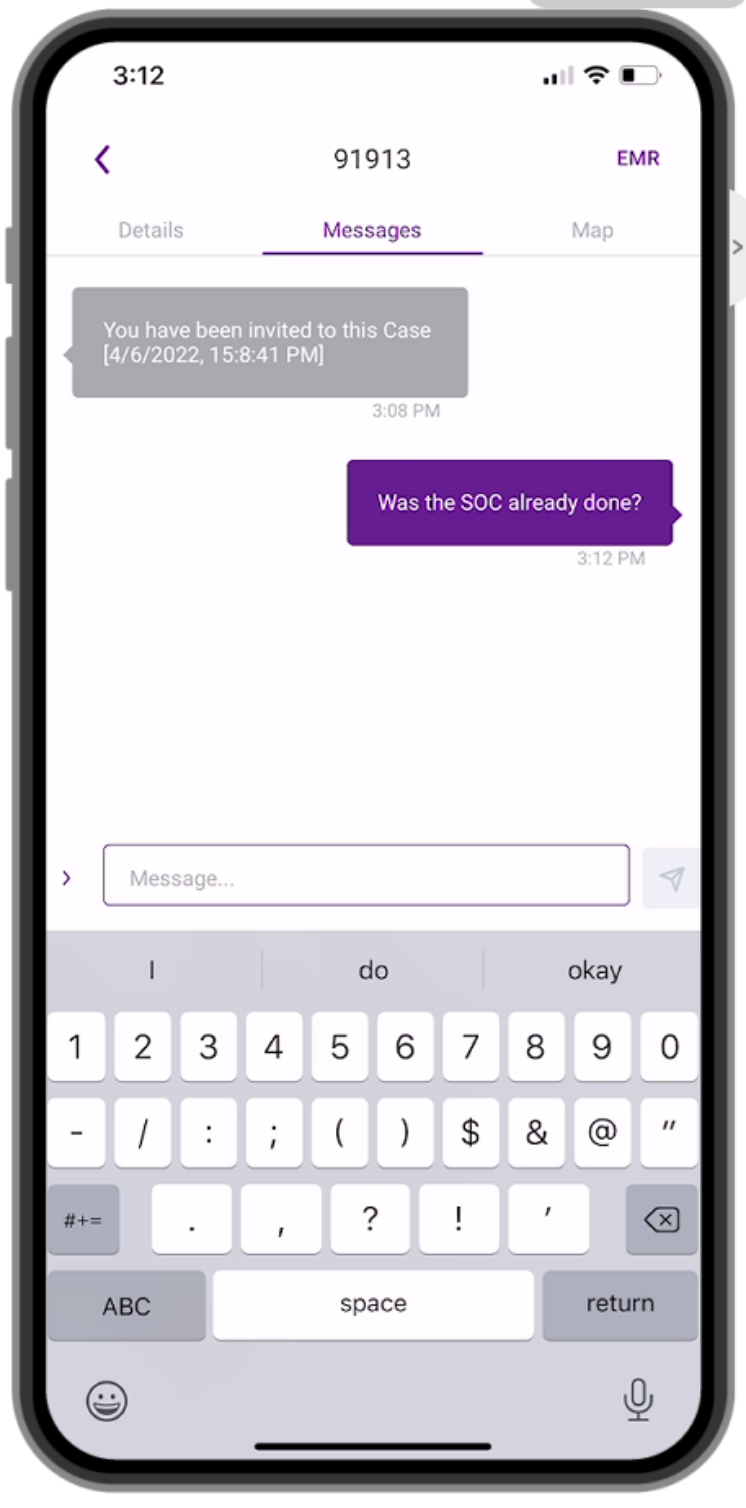 3:12
91913
EMR
Details Messages Map
You have been invited to this Case
[4/6/2022, 15:8:41 PM]
3:08 PM
Was the SOC already done?
3:12 PM
Message...
I do okay
1 2 3 4 5 6 7 8 9 0
- / : ; ( ) $ & @ "
#+= . , ? ! '
ABC space return